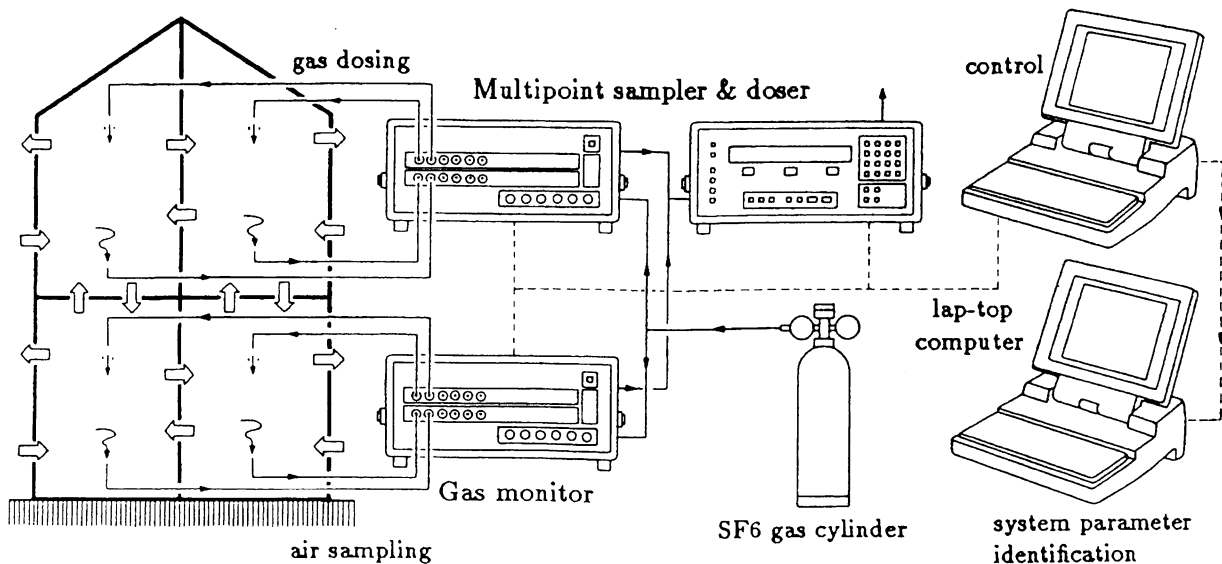 gas dosing
Multipoint sampler & doser
control
lap-top
computer
Gas monitor
SF6 gas cylinder
air sampling
system parameter
identification